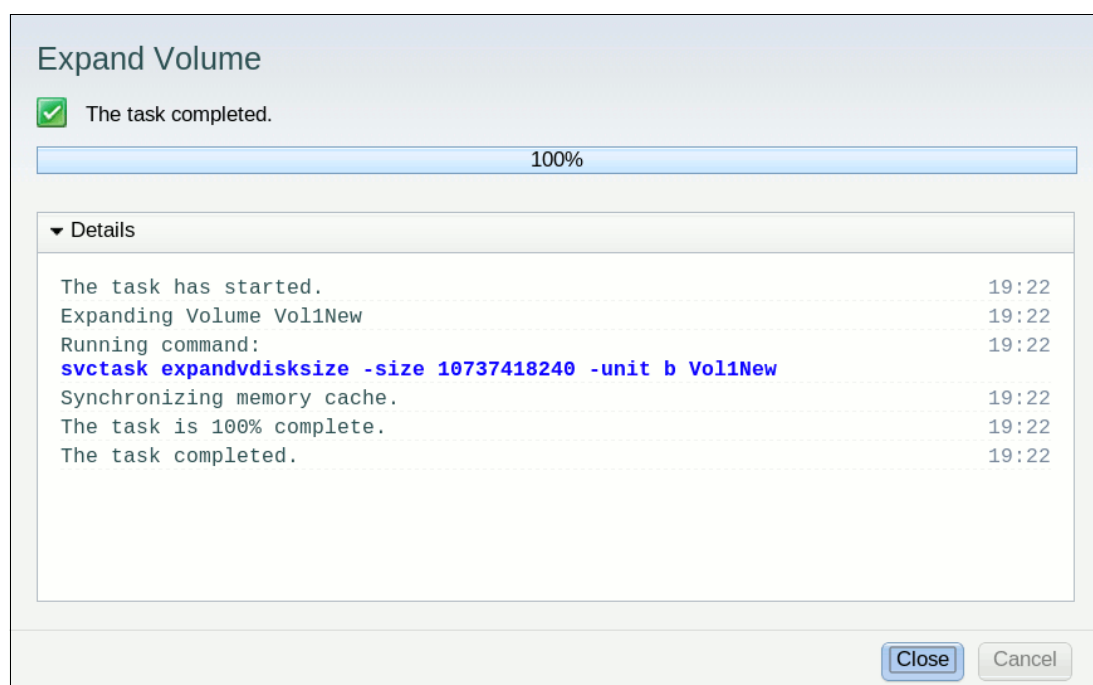 Expand Volume
The task completed.
100%
Details
The task has started. 19:22
Expanding Volume Vol1New 19:22
Running command: 19:22
svctask expandvdisksize -size 10737418240 -unit b Vol1New
Synchronizing memory cache. 19:22
The task is 100% complete. 19:22
The task completed. 19:22
Close Cancel